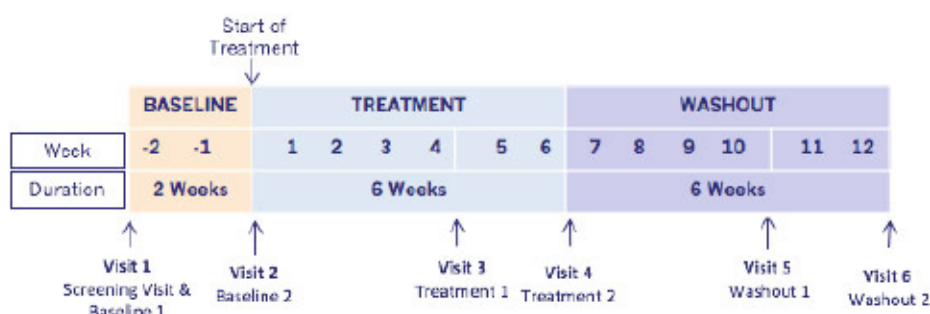 Start of
Treatment
BASELINE TREATMENT WASHOUT
Week -2 -1 1 2 3 4 5 6 7 8 9 10 11 12
Duration 2 Weeks 6 Weeks 6 Weeks
Visit 1 Visit 2 Visit 3 Visit 4 Visit 5 Visit 6
Screening Visit & Baseline 2 Treatment 1 Treatment 2 Washout 1 Washout 2
Baseline 1